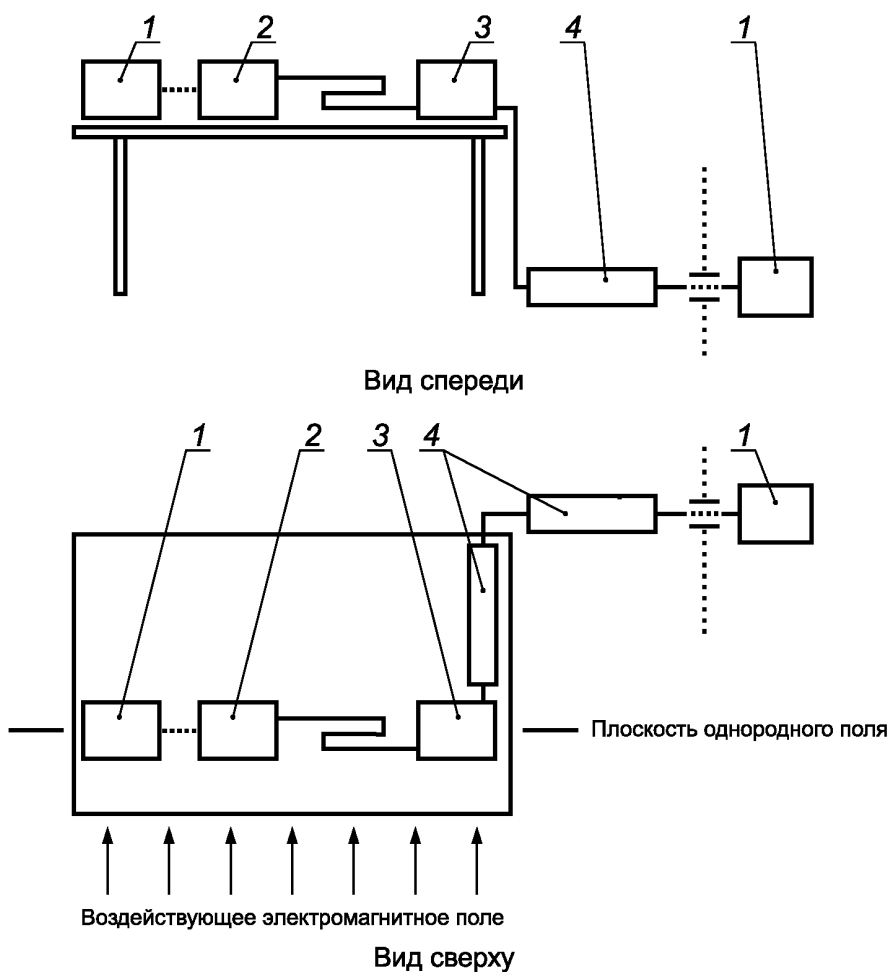 1 2 3 4 1
Вид спереди
1 2 3 4 1
Плоскость однородного поля
Воздействующее электромагнитное поле
Вид сверху